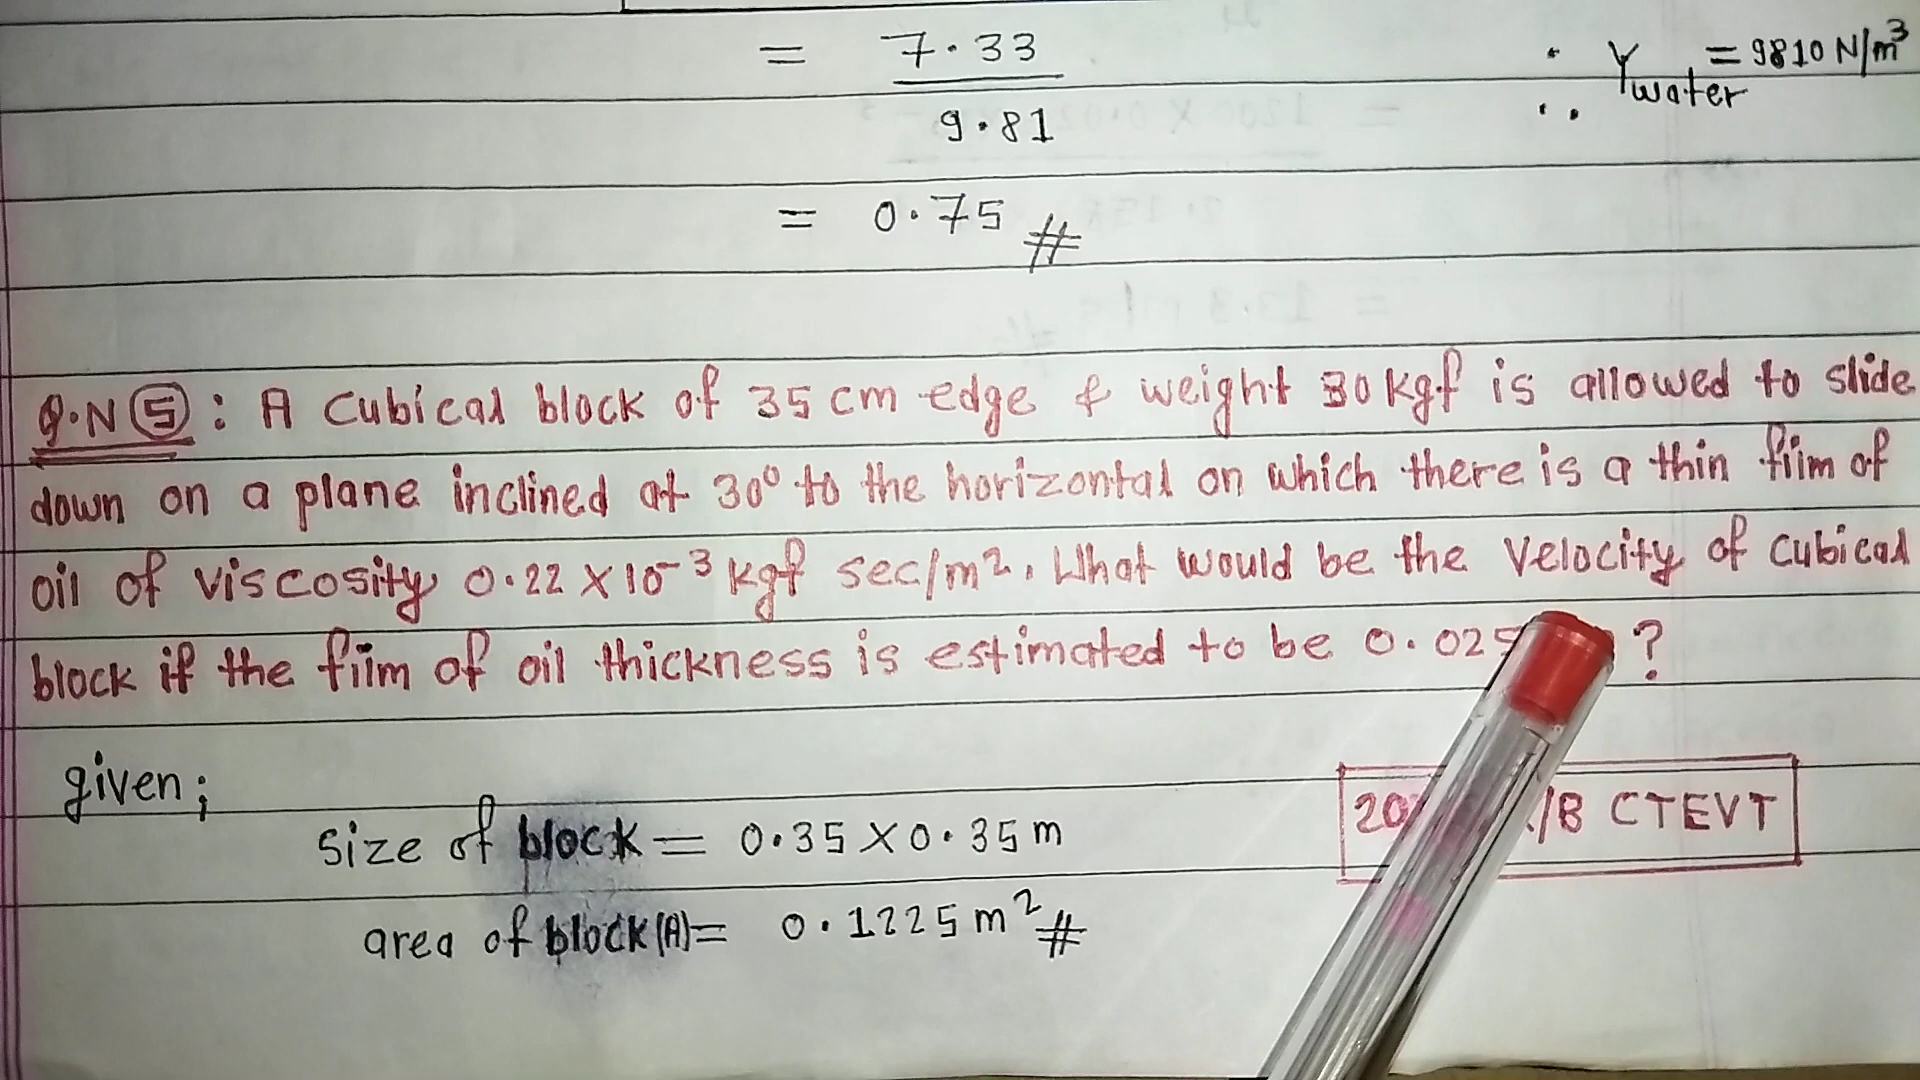 = 7.33 / 9.81
∵ γwater = 9810 N/m³
= 0.75 #
Q.N ⑤ : A cubical block of 35 cm edge & weight 30 kgf is allowed to slide
down on a plane inclined at 30° to the horizontal on which there is a thin film of
oil of viscosity 0.22 × 10⁻³ kgf sec/m². What would be the velocity of cubical
block if the film of oil thickness is estimated to be 0.025 ?
given;
size of block = 0.35 × 0.35 m
/B CTEVT
area of block (A) = 0.1225 m² #